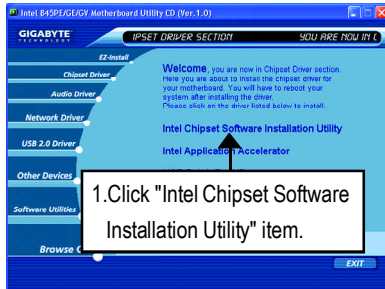 Intel 845PE/GE/GV Motherboard Utility CD (Ver.1.0)
GIGABYTE
TECHNOLOGY
IPSET DRIVER SECTION
YOU ARE NOW IN C
EZ-Install
Chipset Driver
Audio Driver
Network Driver
USB 2.0 Driver
Other Devices
Software Utilities
Browse
Welcome, you are now in Chipset Driver section.
Here you are about to install the chipset driver for
your motherboard. You will have to reboot your
system after installing the driver.
Please click on the driver listed below to install.
Intel Chipset Software Installation Utility
Intel Application Accelerator
1.Click "Intel Chipset Software
Installation Utility" item.
EXIT